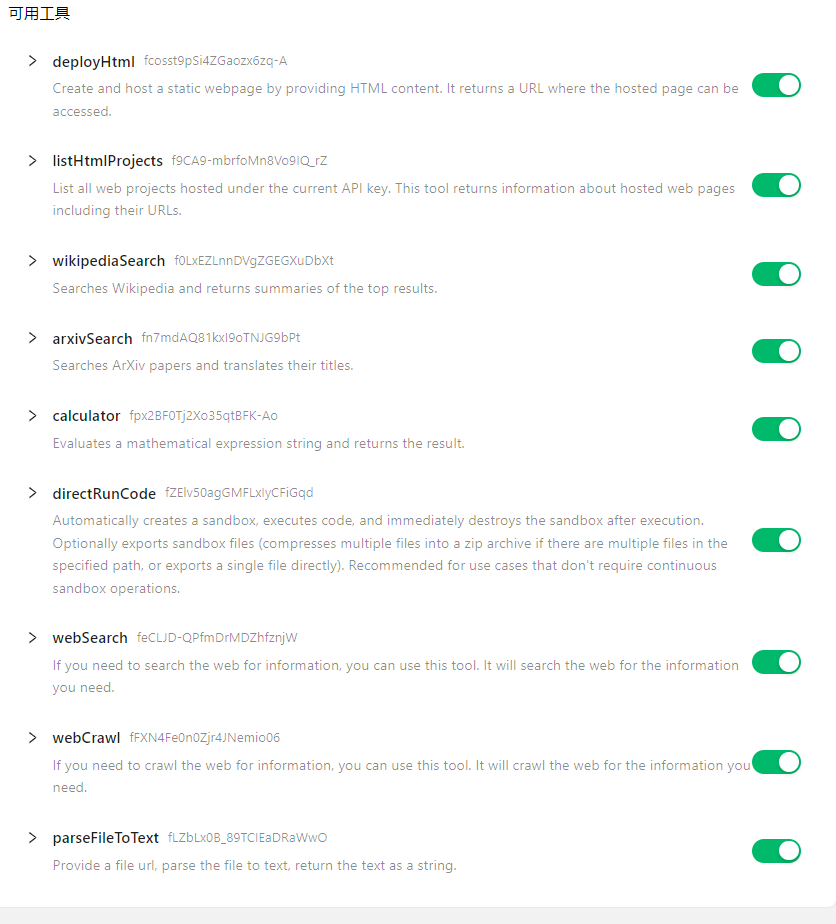 可用工具
deployHtml fcosst9pSi4ZGaozx6zq-A
Create and host a static webpage by providing HTML content. It returns a URL where the hosted page can be
accessed.
listHtmlProjects f9CA9-mbrfoMn8Vo9IQ_rZ
List all web projects hosted under the current API key. This tool returns information about hosted web pages
including their URLs.
wikipediaSearch f0LxEZLnnDVgZGEGXuDbXt
Searches Wikipedia and returns summaries of the top results.
arxivSearch fn7mdAQ81kxI9oTNJG9bPt
Searches ArXiv papers and translates their titles.
calculator fpx2BF0Tj2Xo35qtBFK-Ao
Evaluates a mathematical expression string and returns the result.
directRunCode fZElv50agGMFLxIyCFiGqd
Automatically creates a sandbox, executes code, and immediately destroys the sandbox after execution.
Optionally exports sandbox files (compresses multiple files into a zip archive if there are multiple files in the
specified path, or exports a single file directly). Recommended for use cases that don't require continuous
sandbox operations.
webSearch feCLJD-QPfmDrMDZhfznjW
If you need to search the web for information, you can use this tool. It will search the web for the information
you need.
webCrawl fFXN4Fe0n0Zjr4JNemio06
If you need to crawl the web for information, you can use this tool. It will crawl the web for the information you
need.
parseFileToText fLZbLx0B_89TCIEaDRaWwO
Provide a file url, parse the file to text, return the text as a string.